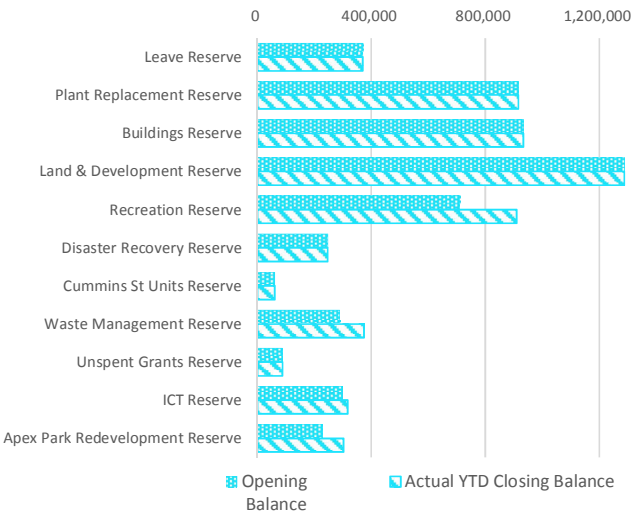 0 400,000 800,000 1,200,000
Leave Reserve
Plant Replacement Reserve
Buildings Reserve
Land & Development Reserve
Recreation Reserve
Disaster Recovery Reserve
Cummins St Units Reserve
Waste Management Reserve
Unspent Grants Reserve
ICT Reserve
Apex Park Redevelopment Reserve
Opening Actual YTD Closing Balance
Balance